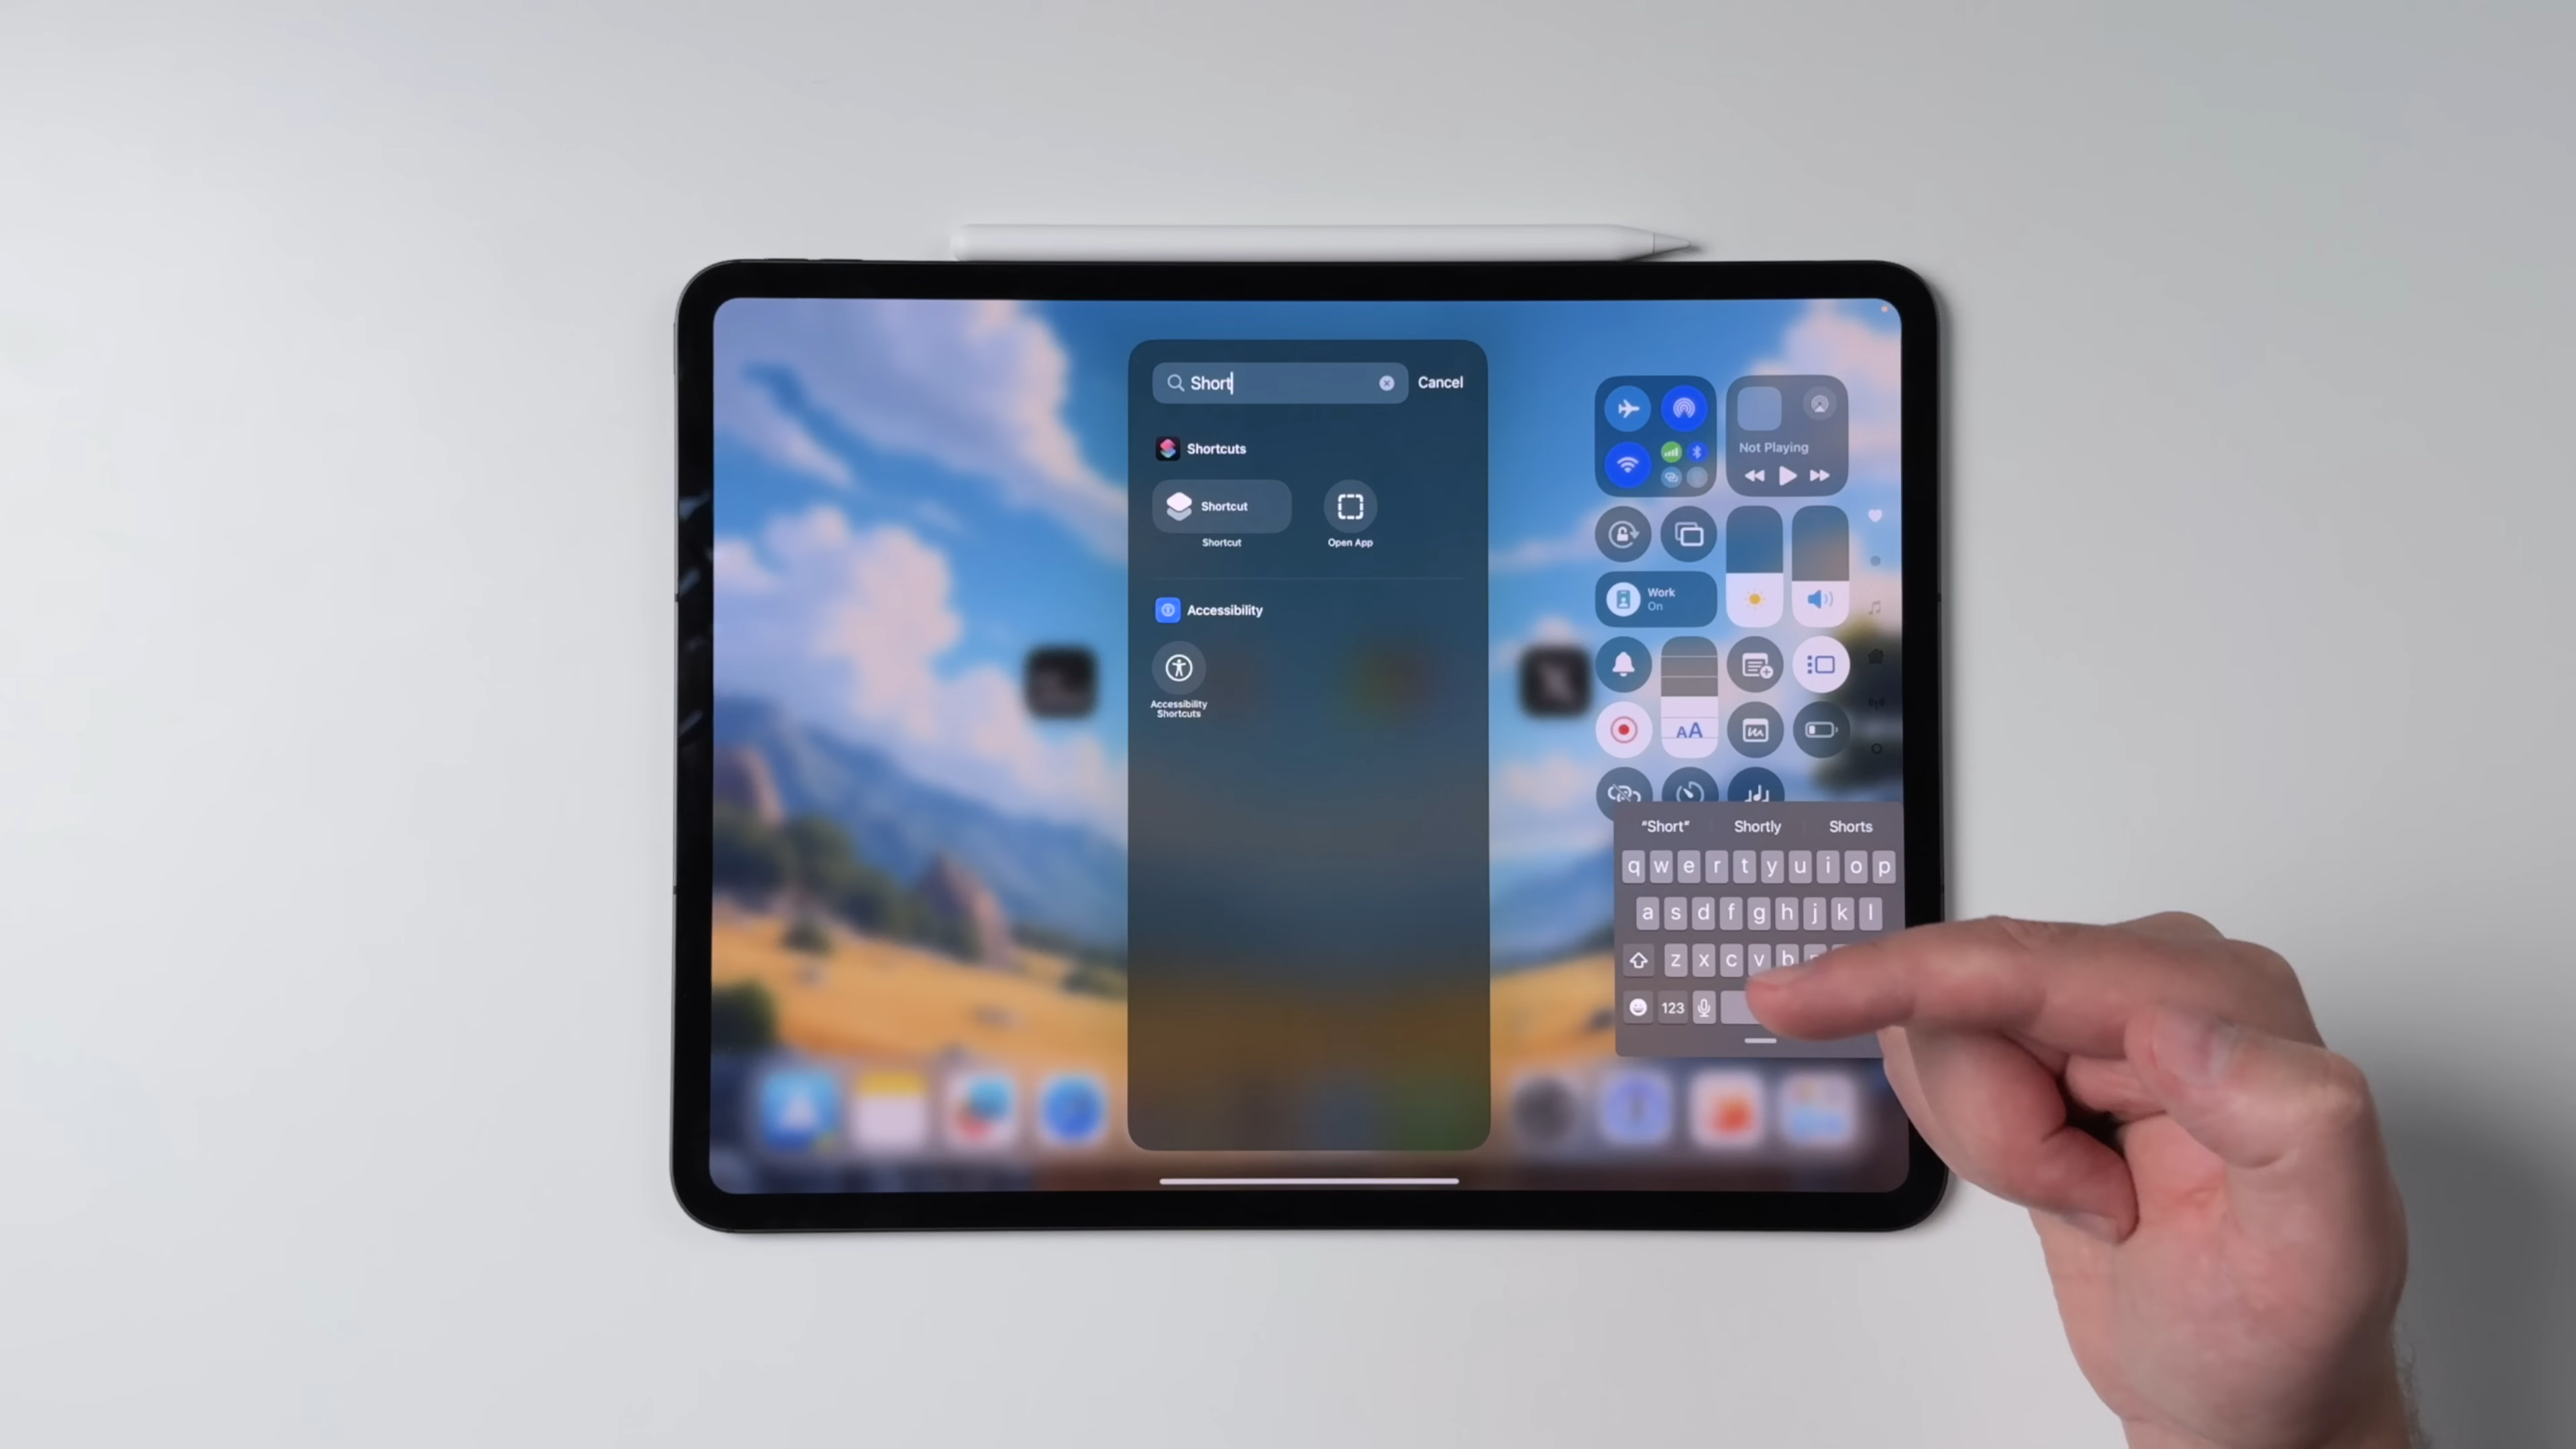 Short
Cancel
Shortcuts
Shortcut
Shortcut
Open App
Accessibility
Accessibility
Shortcuts
Not Playing
Work
On
AA
"Short" Shortly Shorts
q w e r t y u i o p
a s d f g h j k l
z x c v b
123